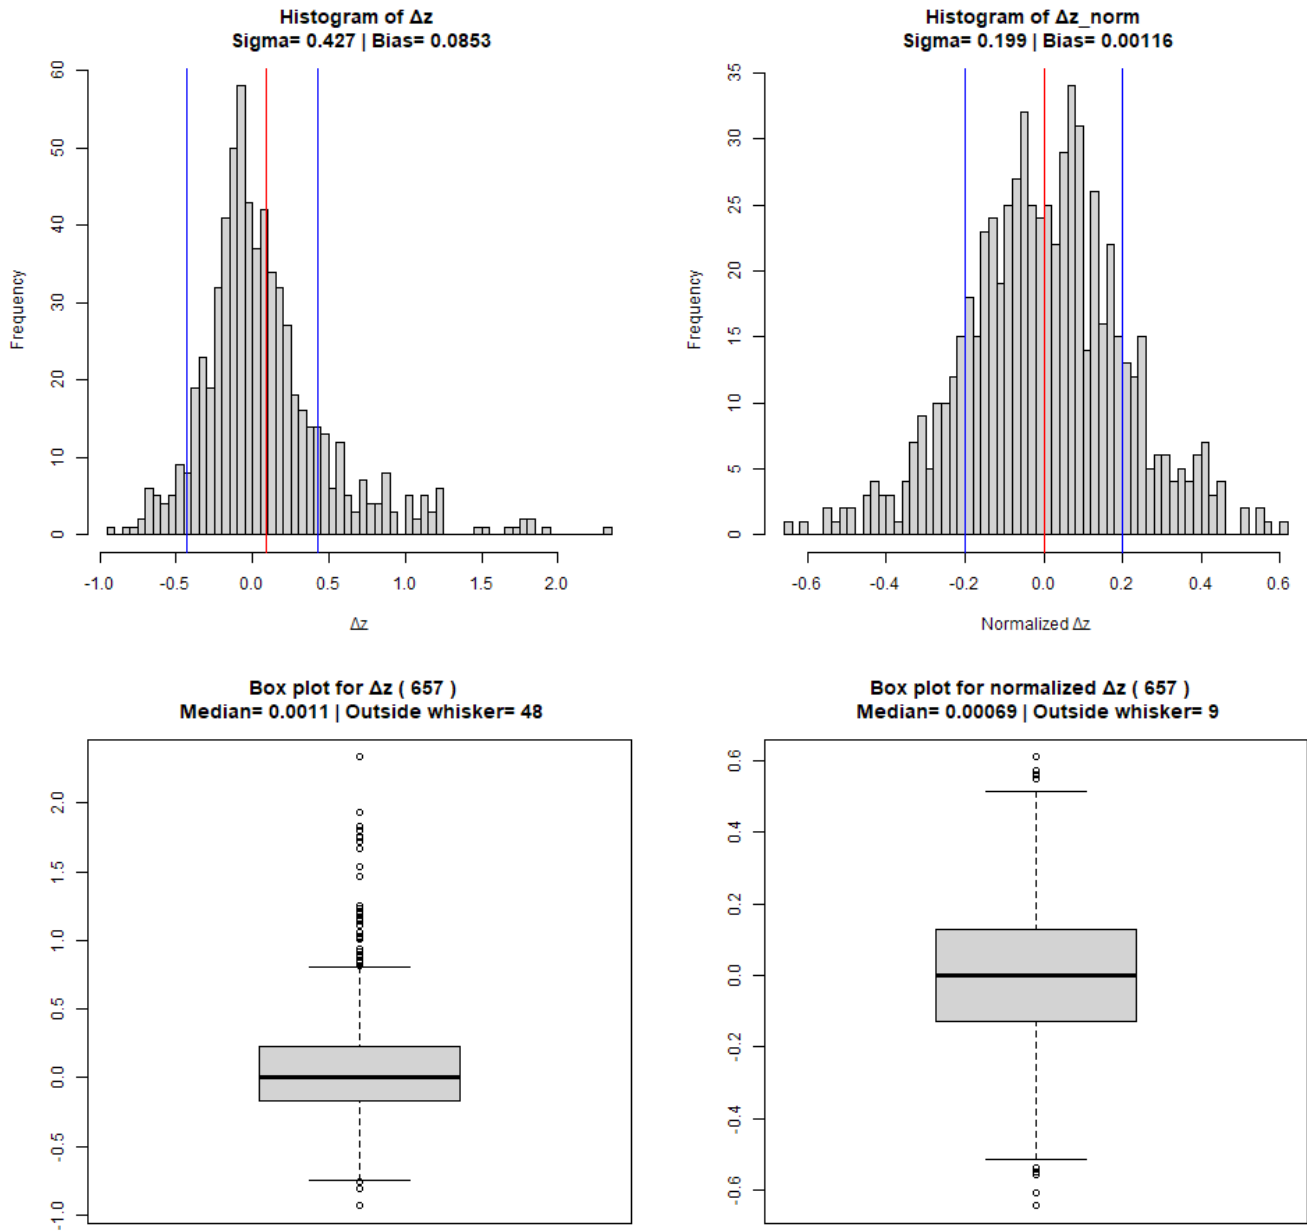 Histogram of Δz
Sigma= 0.427 | Bias= 0.0853
60
50
40
30
20
10
0
Frequency
-1.0 -0.5 0.0 0.5 1.0 1.5 2.0
Δz
Histogram of Δz_norm
Sigma= 0.199 | Bias= 0.00116
35
30
25
20
15
10
5
0
Frequency
-0.6 -0.4 -0.2 0.0 0.2 0.4 0.6
Normalized Δz
Box plot for Δz ( 657 )
Median= 0.0011 | Outside whisker= 48
2.0
1.5
1.0
0.5
0.0
-0.5
-1.0
Box plot for normalized Δz ( 657 )
Median= 0.00069 | Outside whisker= 9
0.6
0.4
0.2
0.0
-0.2
-0.4
-0.6